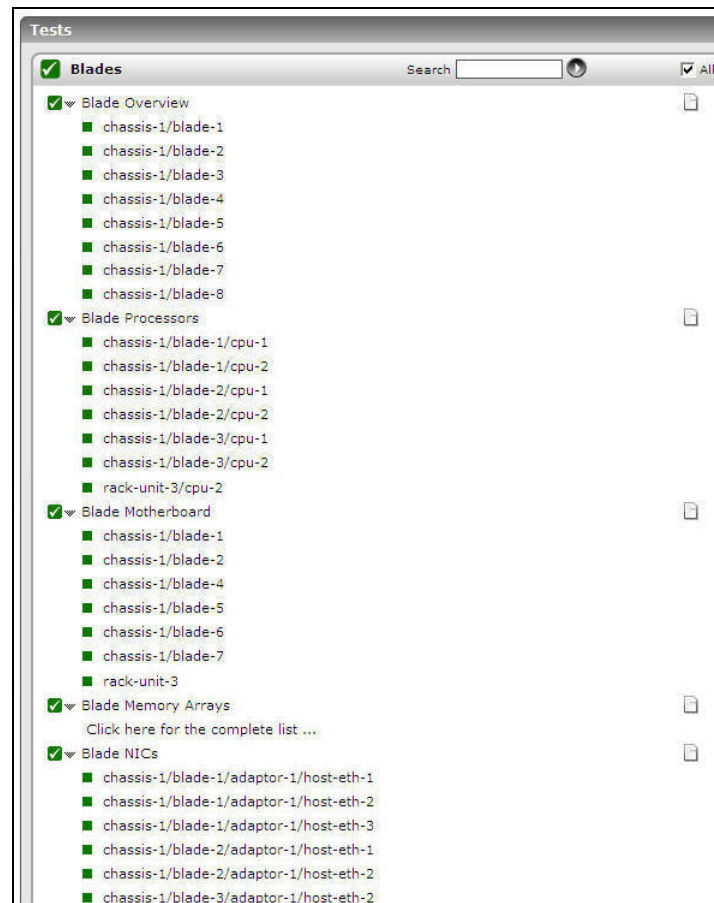 Tests
Blades Search All
Blade Overview
chassis-1/blade-1
chassis-1/blade-2
chassis-1/blade-3
chassis-1/blade-4
chassis-1/blade-5
chassis-1/blade-6
chassis-1/blade-7
chassis-1/blade-8
Blade Processors
chassis-1/blade-1/cpu-1
chassis-1/blade-1/cpu-2
chassis-1/blade-2/cpu-1
chassis-1/blade-2/cpu-2
chassis-1/blade-3/cpu-1
chassis-1/blade-3/cpu-2
rack-unit-3/cpu-2
Blade Motherboard
chassis-1/blade-1
chassis-1/blade-2
chassis-1/blade-4
chassis-1/blade-5
chassis-1/blade-6
chassis-1/blade-7
rack-unit-3
Blade Memory Arrays
Click here for the complete list ...
Blade NICs
chassis-1/blade-1/adaptor-1/host-eth-1
chassis-1/blade-1/adaptor-1/host-eth-2
chassis-1/blade-1/adaptor-1/host-eth-3
chassis-1/blade-2/adaptor-1/host-eth-1
chassis-1/blade-2/adaptor-1/host-eth-2
chassis-1/blade-3/adaptor-1/host-eth-2